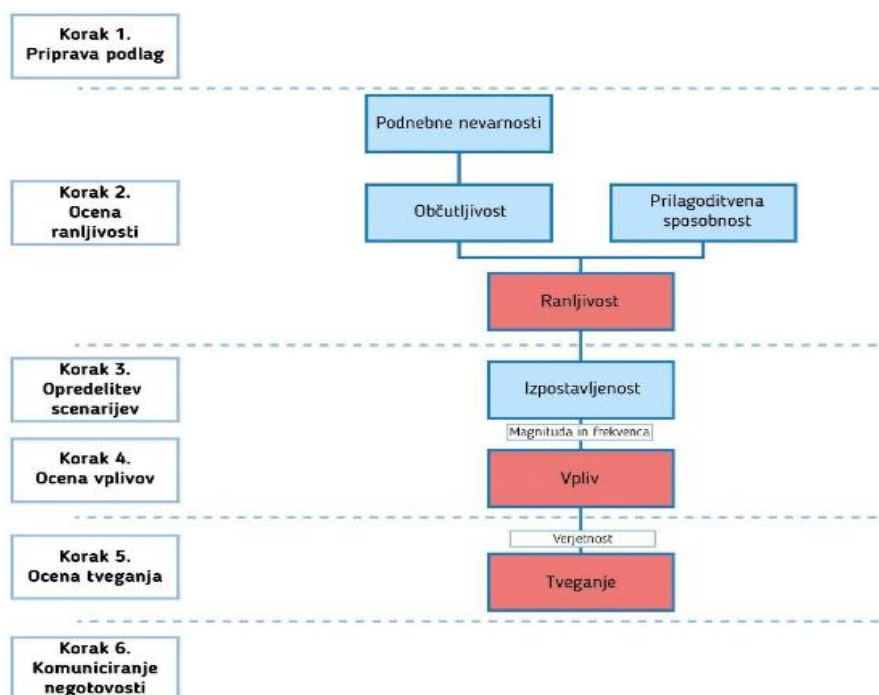 Korak 1.
Priprava podlag
Podnebne nevarnosti
Korak 2.
Ocena
ranljivosti
Občutljivost
Prilagoditvena
sposobnost
Ranljivost
Korak 3.
Opredelitev
scenarijev
Izpostavljenost
Magnituda in frekvenca
Korak 4.
Ocena vplivov
Vpliv
Verjetnost
Korak 5.
Ocena tveganja
Tveganje
Korak 6.
Komuniciranje
negotovosti